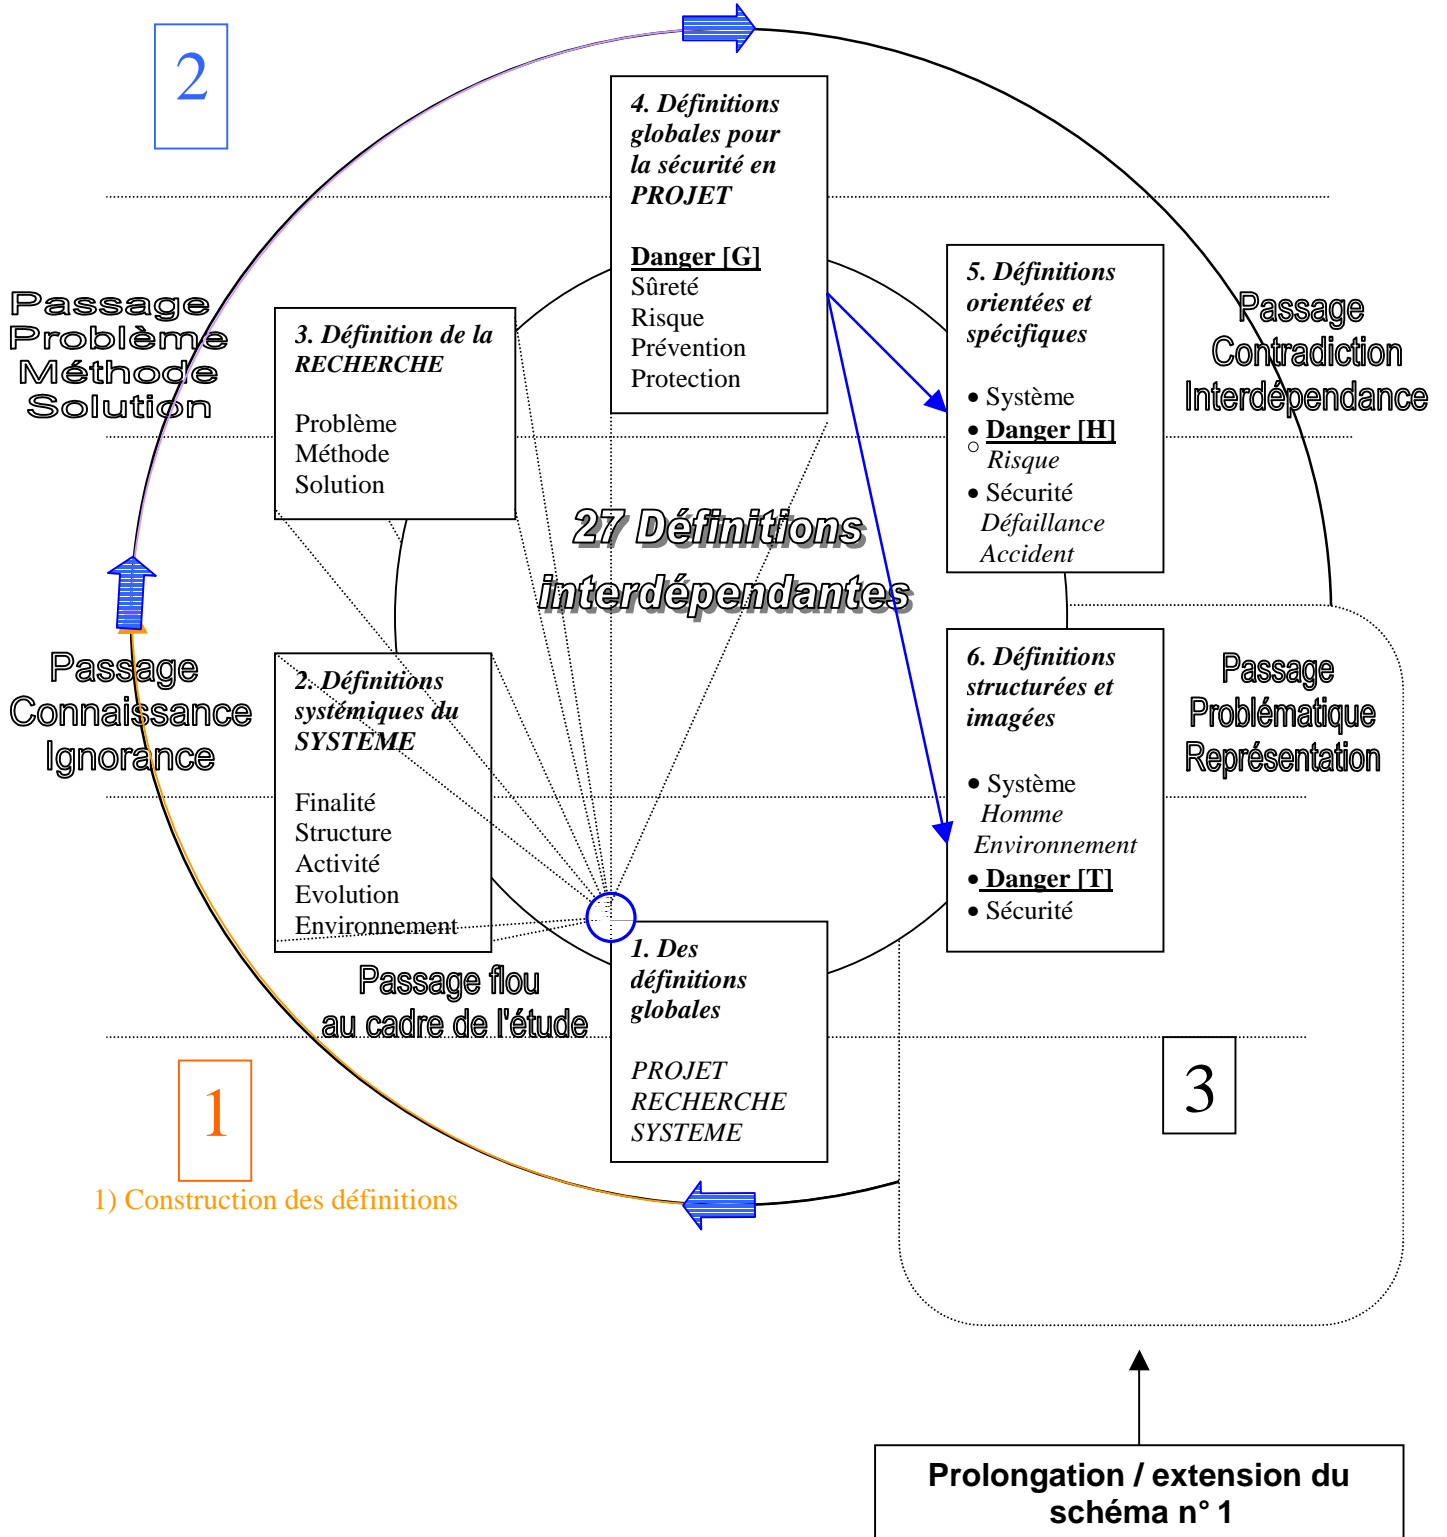 2
4. Définitions
globales pour
la sécurité en
PROJET
Danger [G]
Sûreté
Risque
Prévention
Protection
5. Définitions
orientées et
spécifiques
• Système
• Danger [H]
○ Risque
• Sécurité
Défaillance
Accident
Passage
Contradiction
Interdépendance
Passage
Problème
Méthode
Solution
3. Définition de la
RECHERCHE
Problème
Méthode
Solution
27 Définitions
interdépendantes
Passage
Connaissance
Ignorance
2. Définitions
systémiques du
SYSTEME
Finalité
Structure
Activité
Evolution
Environnement
6. Définitions
structurées et
imagées
• Système
Homme
Environnement
• Danger [T]
• Sécurité
Passage
Problématique
Représentation
Passage flou
au cadre de l'étude
1. Des
définitions
globales
PROJET
RECHERCHE
SYSTEME
1
1) Construction des définitions
3
Prolongation / extension du
schéma n° 1